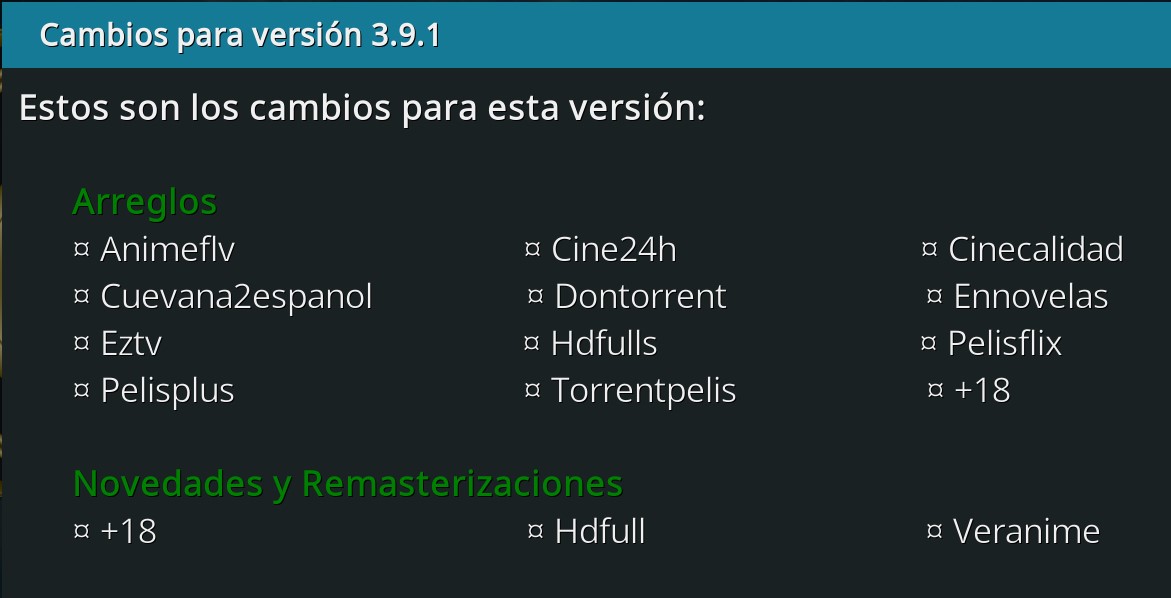 Cambios para versión 3.9.1
Estos son los cambios para esta versión:
Arreglos
¤ Animeflv ¤ Cine24h ¤ Cinecalidad
¤ Cuevana2espanol ¤ Dontorrent ¤ Ennovelas
¤ Eztv ¤ Hdfulls ¤ Pelisflix
¤ Pelisplus ¤ Torrentpelis ¤ +18
Novedades y Remasterizaciones
¤ +18 ¤ Hdfull ¤ Veranime